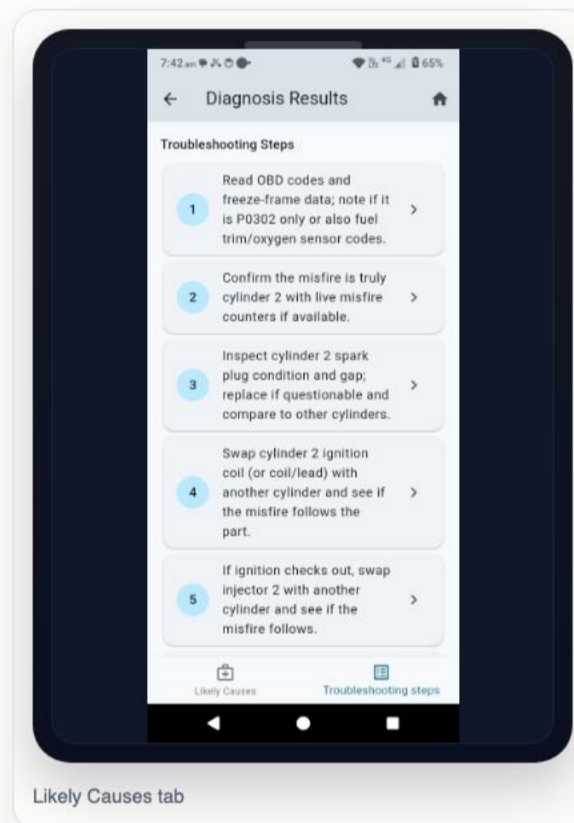 7:42 am
4G 65%
Diagnosis Results
Troubleshooting Steps
1
Read OBD codes and
freeze-frame data; note if it
is P0302 only or also fuel
trim/oxygen sensor codes.
2
Confirm the misfire is truly
cylinder 2 with live misfire
counters if available.
3
Inspect cylinder 2 spark
plug condition and gap;
replace if questionable and
compare to other cylinders.
4
Swap cylinder 2 ignition
coil (or coil/lead) with
another cylinder and see if
the misfire follows the
part.
5
If ignition checks out, swap
injector 2 with another
cylinder and see if the
misfire follows.
Likely Causes
Troubleshooting steps
Likely Causes tab